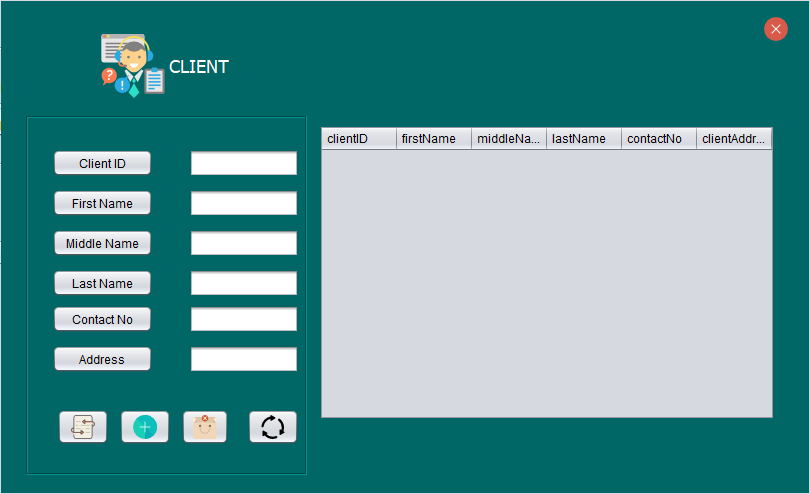 CLIENT
clientID firstName middleNa... lastName contactNo clientAddr...
Client ID
First Name
Middle Name
Last Name
Contact No
Address